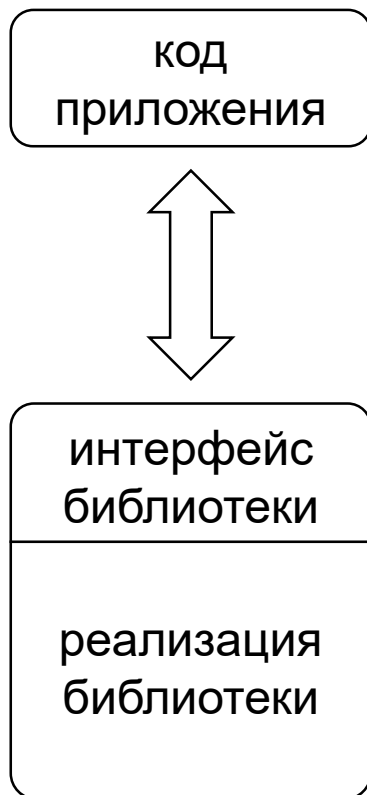 код
приложения
интерфейс
библиотеки
реализация
библиотеки